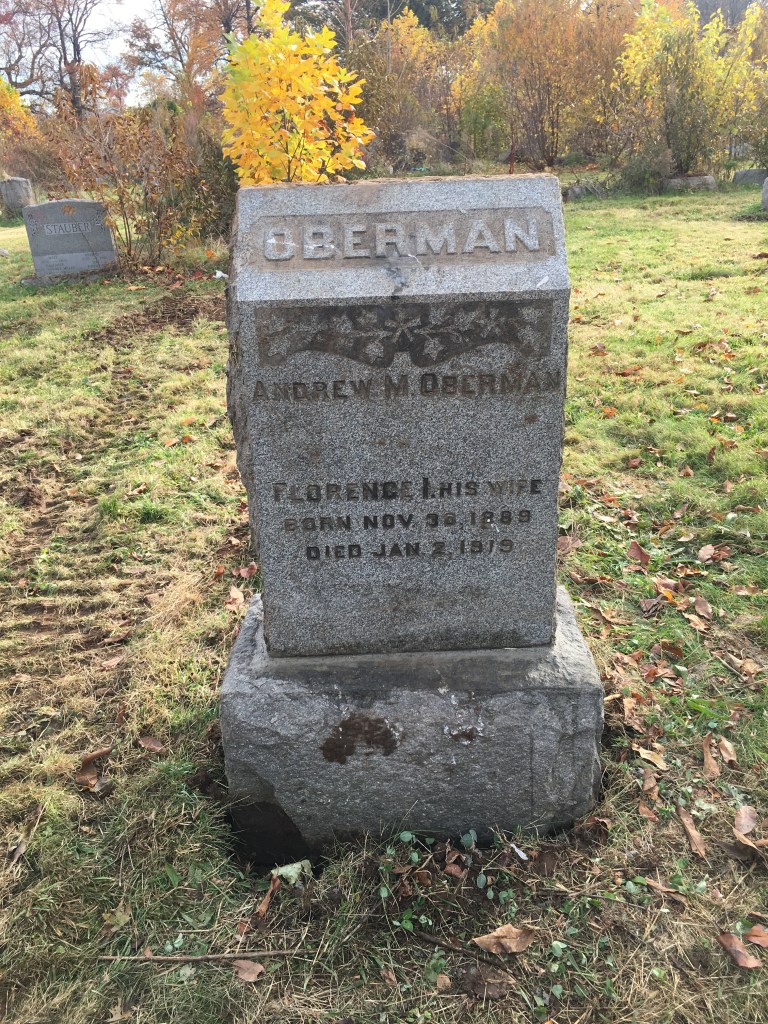 STAUBER
OBERMAN
ANDREW M. OBERMAN
FLORENCE I. HIS WIFE
BORN NOV. 30, 1889
DIED JAN. 2, 1919